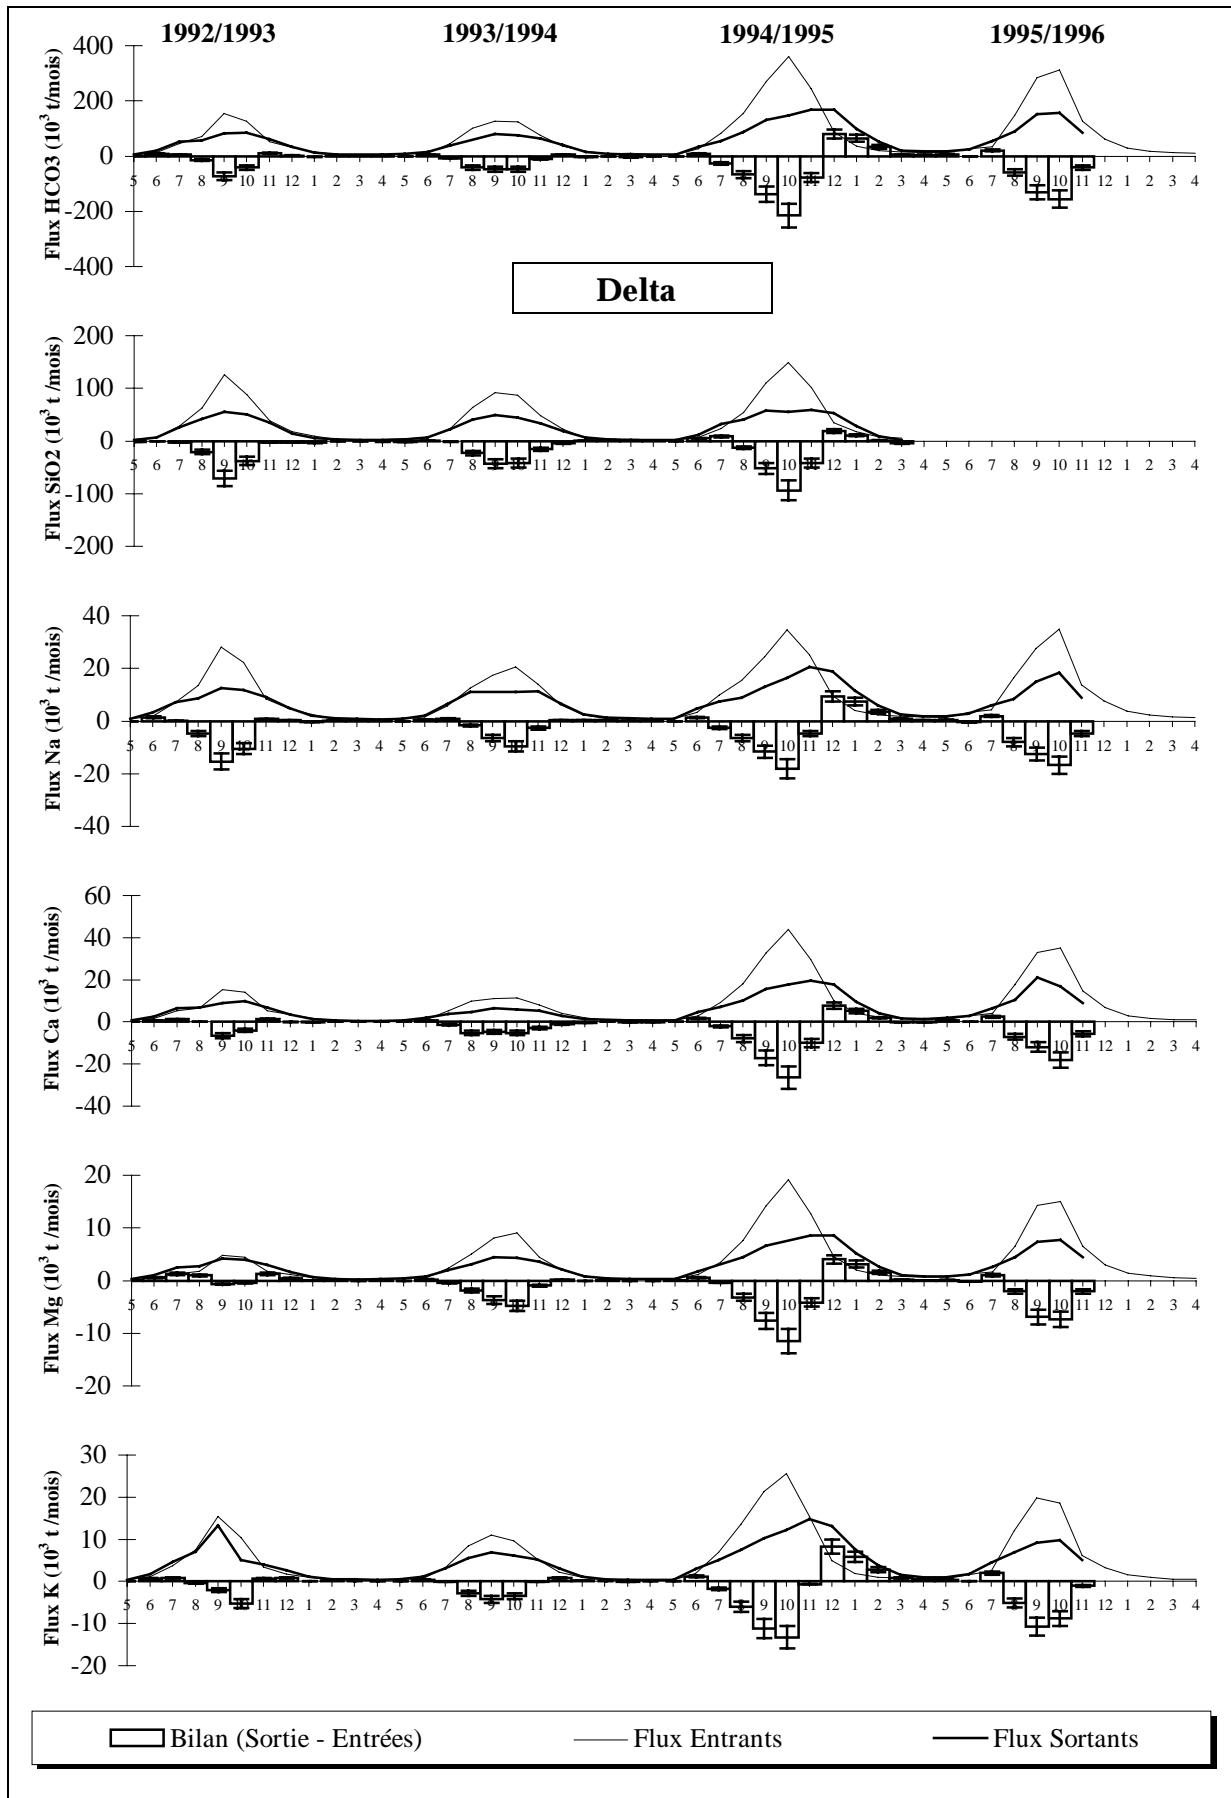 1992/1993 1993/1994 1994/1995 1995/1996
Flux HCO3 (10³ t/mois)
400
200
0
-200
-400
5 6 7 8 9 10 11 12 1 2 3 4 5 6 7 8 9 10 11 12 1 2 3 4 5 6 7 8 9 10 11 12 1 2 3 4 5 6 7 8 9 10 11 12 1 2 3 4
Delta
Flux SiO2 (10³ t /mois)
200
100
0
-100
-200
5 6 7 8 9 10 11 12 1 2 3 4 5 6 7 8 9 10 11 12 1 2 3 4 5 6 7 8 9 10 11 12 1 2 3 4 5 6 7 8 9 10 11 12 1 2 3 4
Flux Na (10³ t /mois)
40
20
0
-20
-40
5 6 7 8 9 10 11 12 1 2 3 4 5 6 7 8 9 10 11 12 1 2 3 4 5 6 7 8 9 10 11 12 1 2 3 4 5 6 7 8 9 10 11 12 1 2 3 4
Flux Ca (10³ t /mois)
60
40
20
0
-20
-40
5 6 7 8 9 10 11 12 1 2 3 4 5 6 7 8 9 10 11 12 1 2 3 4 5 6 7 8 9 10 11 12 1 2 3 4 5 6 7 8 9 10 11 12 1 2 3 4
Flux Mg (10³ t /mois)
20
10
0
-10
-20
5 6 7 8 9 10 11 12 1 2 3 4 5 6 7 8 9 10 11 12 1 2 3 4 5 6 7 8 9 10 11 12 1 2 3 4 5 6 7 8 9 10 11 12 1 2 3 4
Flux K (10³ t /mois)
30
20
10
0
-10
-20
5 6 7 8 9 10 11 12 1 2 3 4 5 6 7 8 9 10 11 12 1 2 3 4 5 6 7 8 9 10 11 12 1 2 3 4 5 6 7 8 9 10 11 12 1 2 3 4
Bilan (Sortie - Entrées) Flux Entrants Flux Sortants